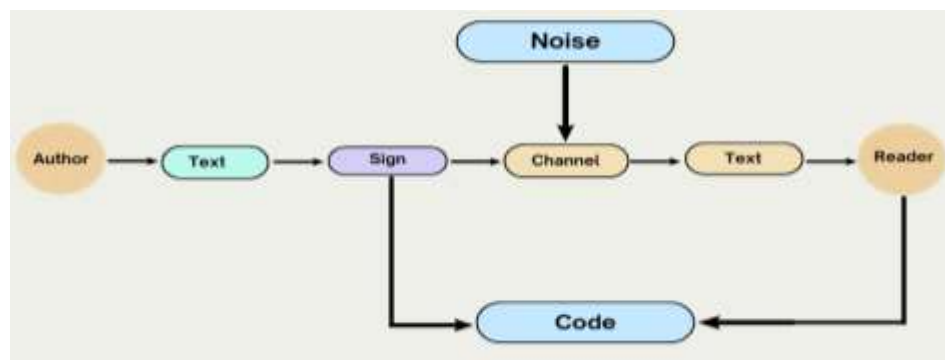 Noise
Author
Text
Sign
Channel
Text
Reader
Code